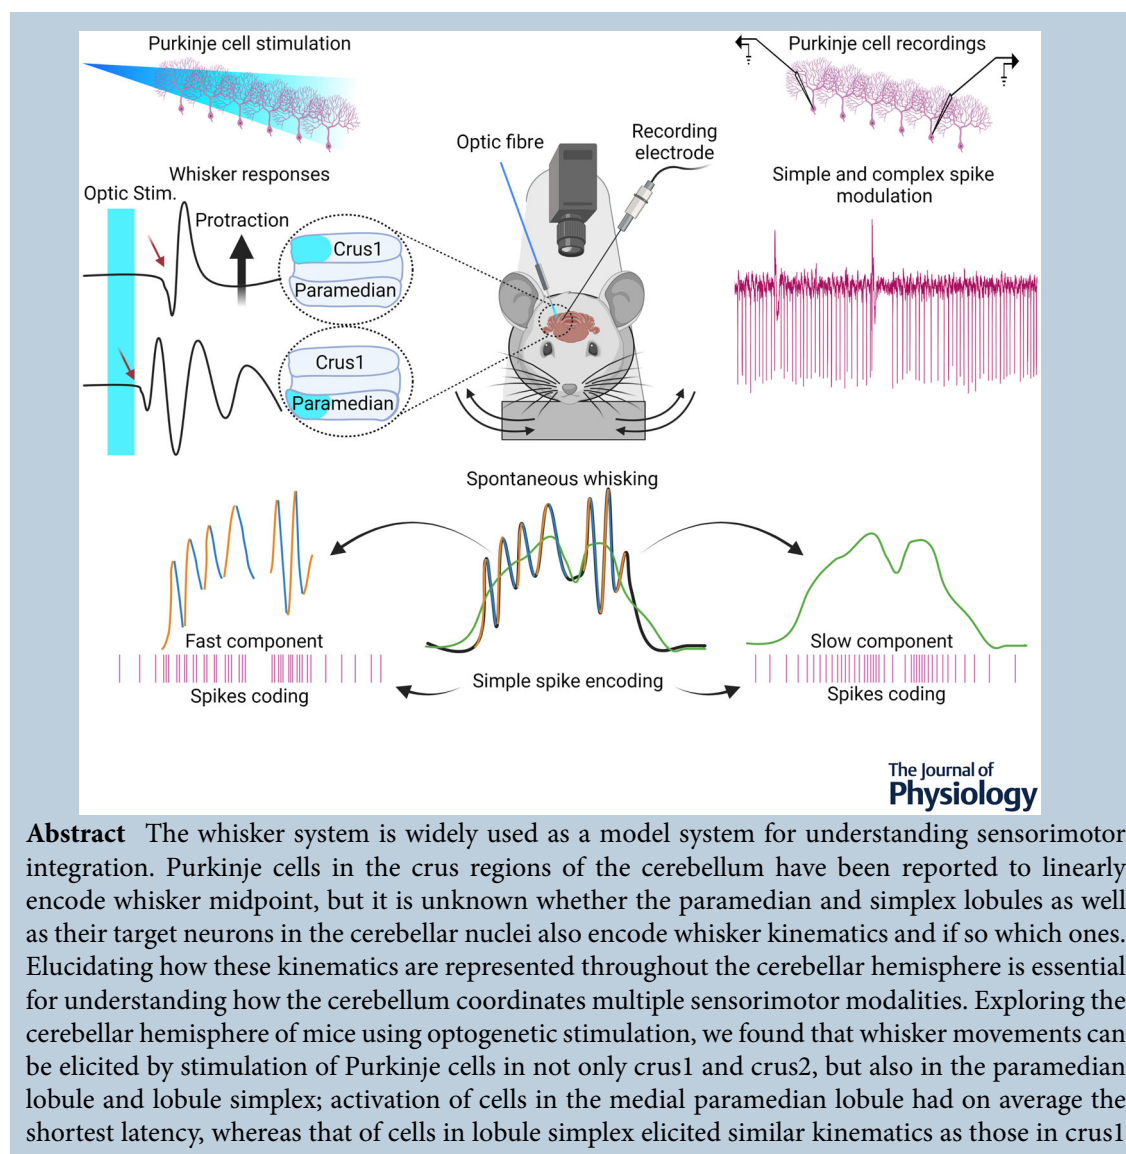 Purkinje cell stimulation
Purkinje cell recordings
Optic fibre
Recording
electrode
Whisker responses
Simple and complex spike
modulation
Optic Stim.
Protraction
Crus1
Paramedian
Crus1
Paramedian
Spontaneous whisking
Fast component
Slow component
Simple spike encoding
Spikes coding
Spikes coding
The Journal of
Physiology
Abstract The whisker system is widely used as a model system for understanding sensorimotor
integration. Purkinje cells in the crus regions of the cerebellum have been reported to linearly
encode whisker midpoint, but it is unknown whether the paramedian and simplex lobules as well
as their target neurons in the cerebellar nuclei also encode whisker kinematics and if so which ones.
Elucidating how these kinematics are represented throughout the cerebellar hemisphere is essential
for understanding how the cerebellum coordinates multiple sensorimotor modalities. Exploring the
cerebellar hemisphere of mice using optogenetic stimulation, we found that whisker movements can
be elicited by stimulation of Purkinje cells in not only crus1 and crus2, but also in the paramedian
lobule and lobule simplex; activation of cells in the medial paramedian lobule had on average the
shortest latency, whereas that of cells in lobule simplex elicited similar kinematics as those in crus1